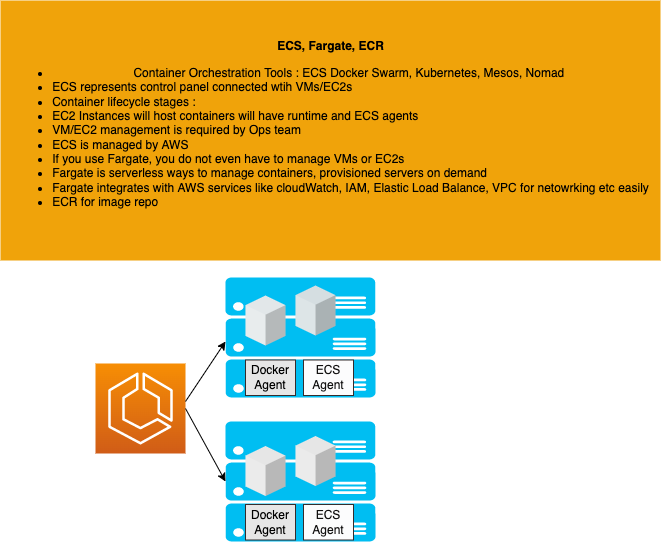 ECS, Fargate, ECR
Container Orchestration Tools : ECS Docker Swarm, Kubernetes, Mesos, Nomad
ECS represents control panel connected wtih VMs/EC2s
Container lifecycle stages :
EC2 Instances will host containers will have runtime and ECS agents
VM/EC2 management is required by Ops team
ECS is managed by AWS
If you use Fargate, you do not even have to manage VMs or EC2s
Fargate is serverless ways to manage containers, provisioned servers on demand
Fargate integrates with AWS services like cloudWatch, IAM, Elastic Load Balance, VPC for netowrking etc easily
ECR for image repo
Docker
Agent
ECS
Agent
Docker
Agent
ECS
Agent